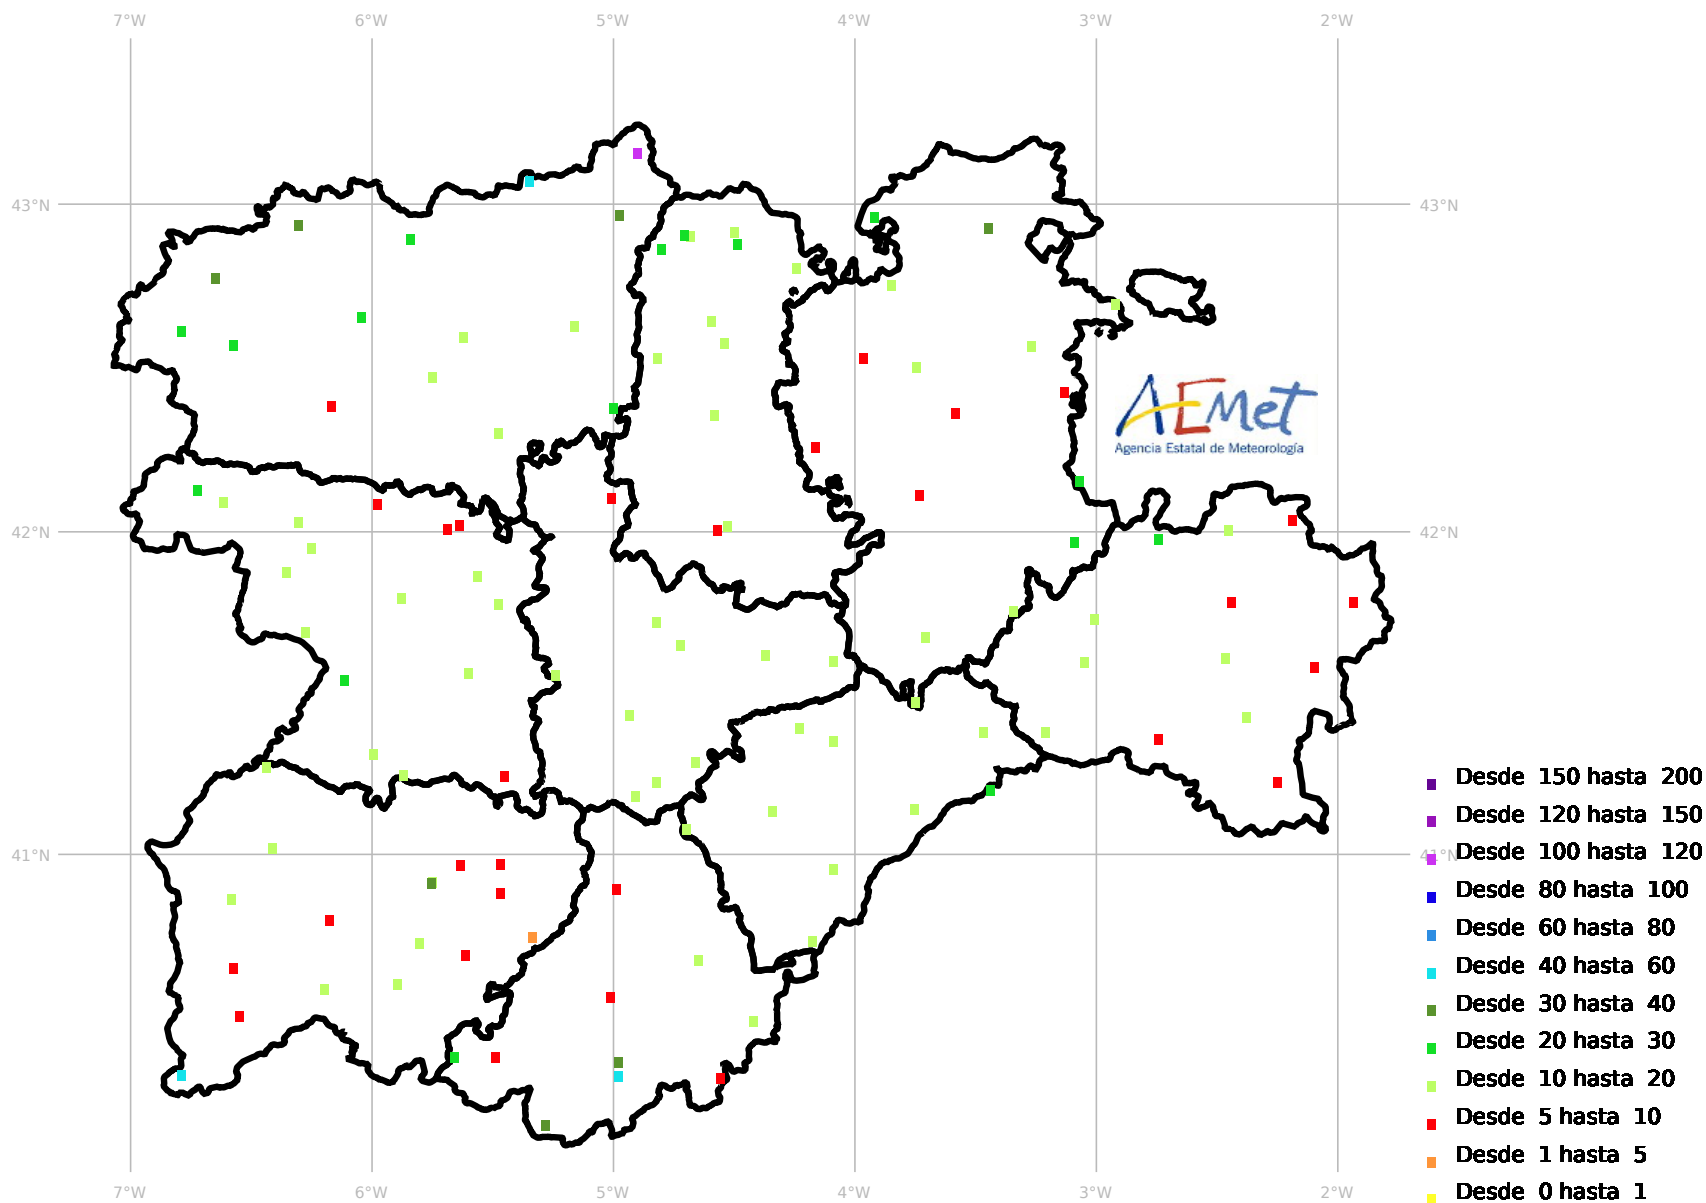 7°W 6°W 5°W 4°W 3°W 2°W
43°N 43°N
AEMet
Agencia Estatal de Meteorología
42°N 42°N
Desde 150 hasta 200
Desde 120 hasta 150
Desde 100 hasta 120
41°N 41°N
Desde 80 hasta 100
Desde 60 hasta 80
Desde 40 hasta 60
Desde 30 hasta 40
Desde 20 hasta 30
Desde 10 hasta 20
Desde 5 hasta 10
Desde 1 hasta 5
Desde 0 hasta 1
7°W 6°W 5°W 4°W 3°W 2°W